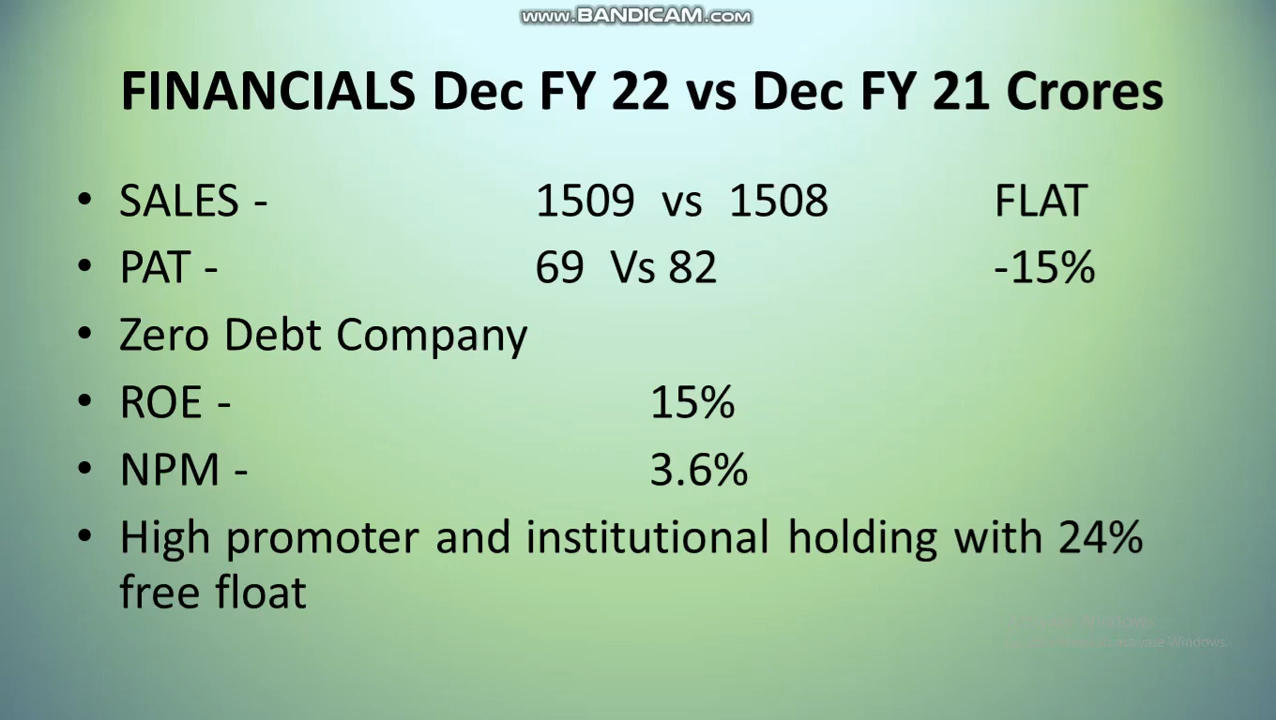 www.BANDICAM.com
FINANCIALS Dec FY 22 vs Dec FY 21 Crores
• SALES - 1509 vs 1508 FLAT
• PAT - 69 Vs 82 -15%
• Zero Debt Company
• ROE - 15%
• NPM - 3.6%
• High promoter and institutional holding with 24%
free float
Windows.